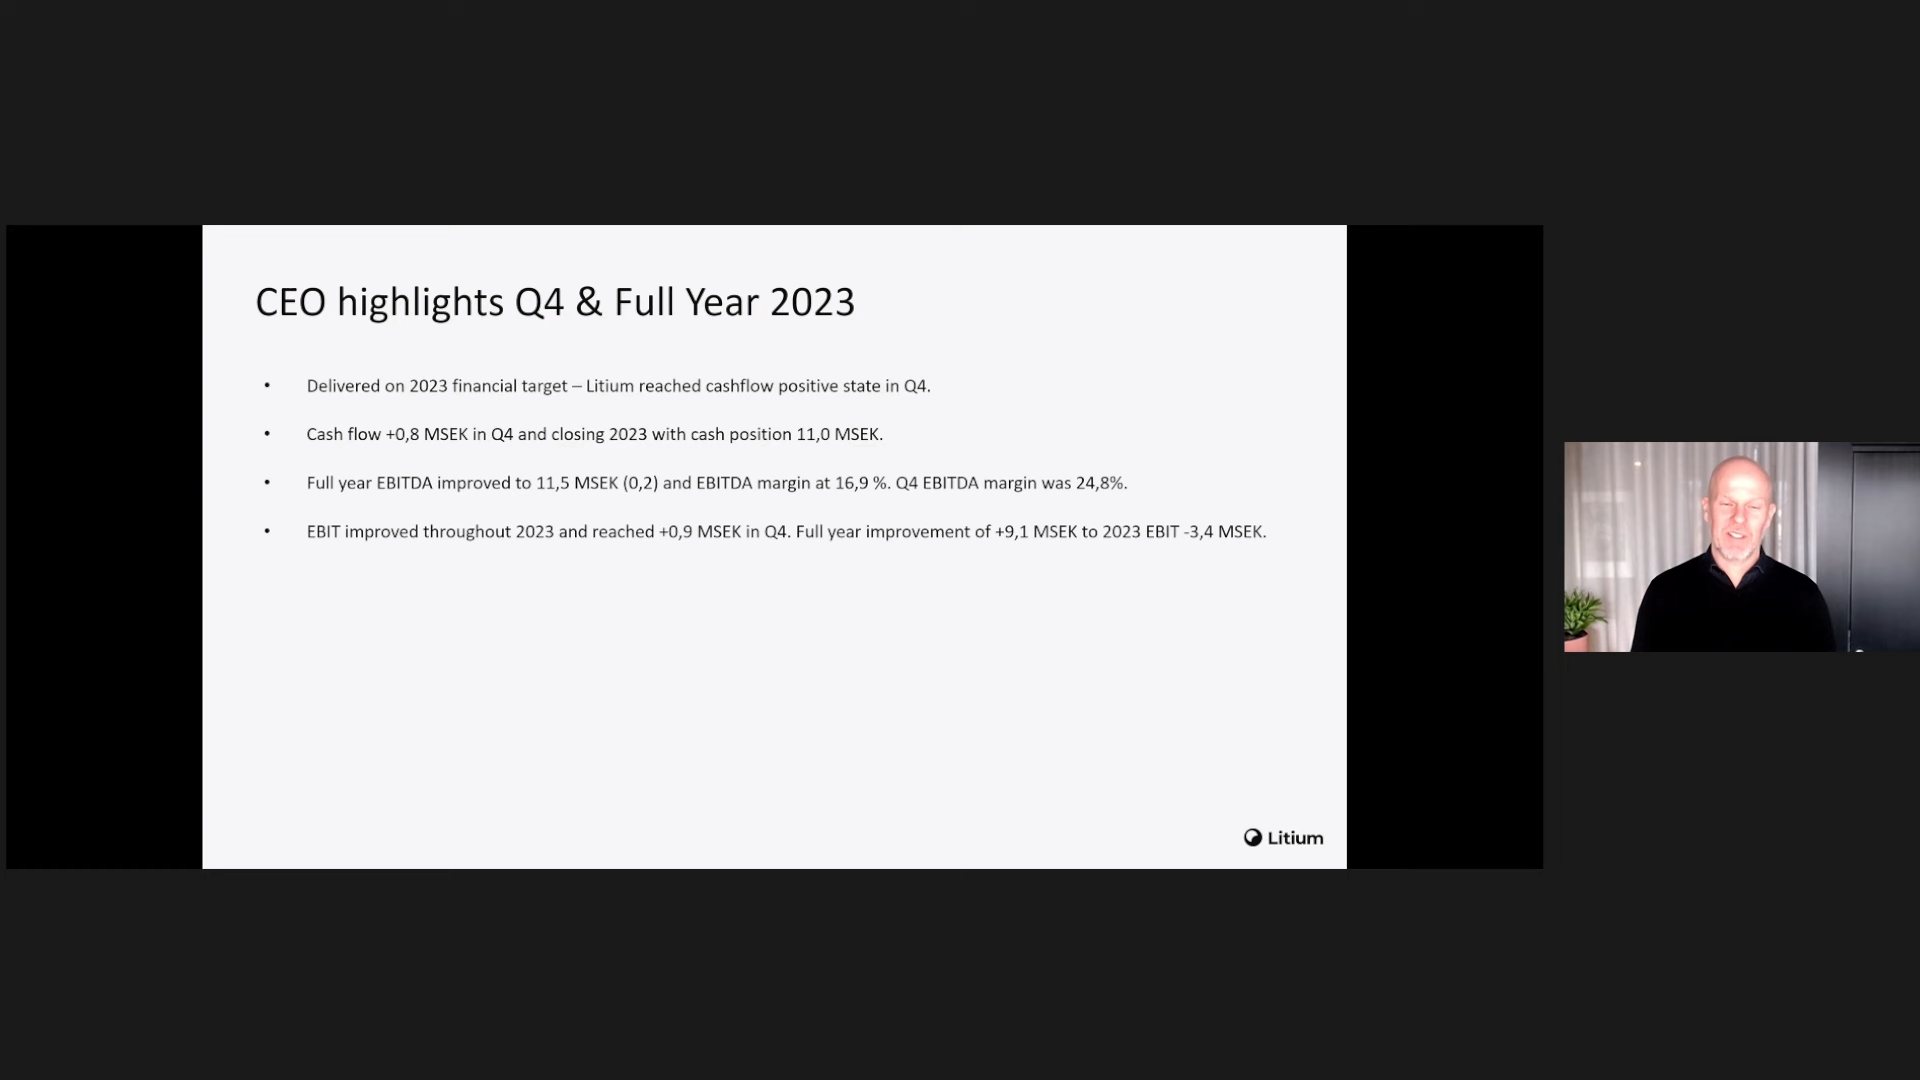 CEO highlights Q4 & Full Year 2023
• Delivered on 2023 financial target – Litium reached cashflow positive state in Q4.
• Cash flow +0,8 MSEK in Q4 and closing 2023 with cash position 11,0 MSEK.
• Full year EBITDA improved to 11,5 MSEK (0,2) and EBITDA margin at 16,9 %. Q4 EBITDA margin was 24,8%.
• EBIT improved throughout 2023 and reached +0,9 MSEK in Q4. Full year improvement of +9,1 MSEK to 2023 EBIT -3,4 MSEK.
Litium